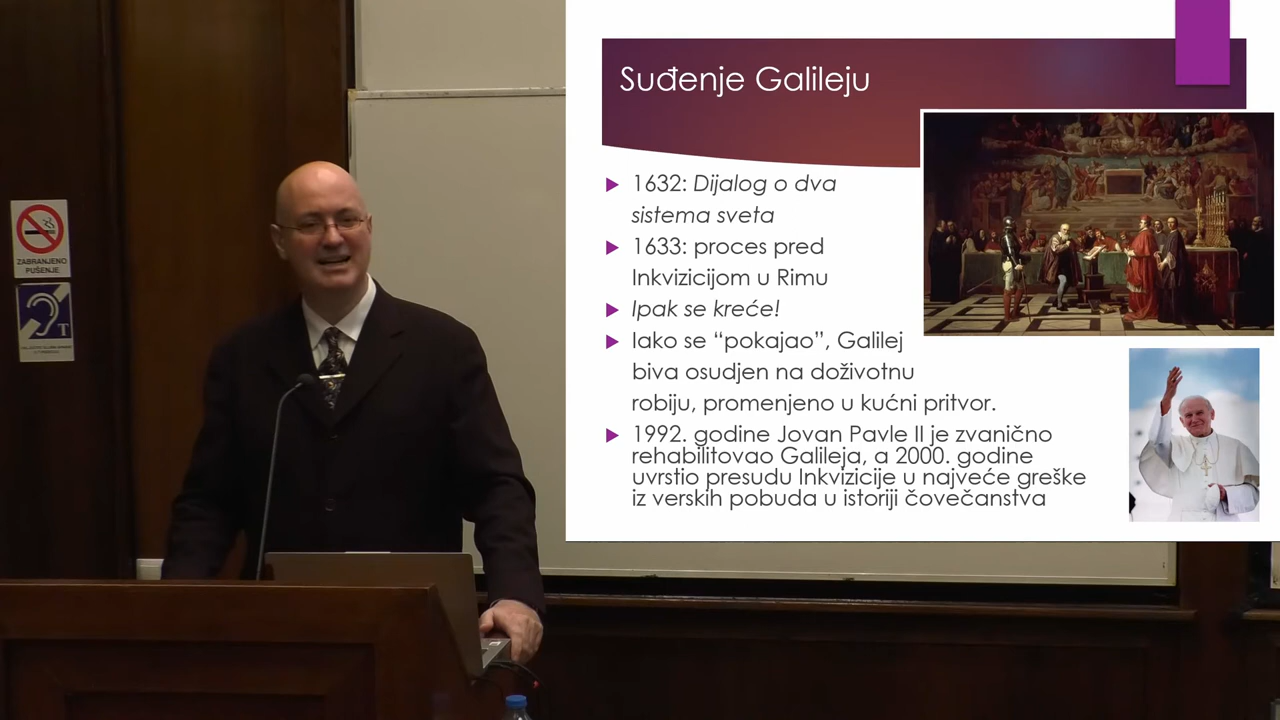 ZABRANJENO
PUŠENJE
T
Suđenje Galileju
1632: Dijalog o dva
sistema sveta
1633: proces pred
Inkvizicijom u Rimu
Ipak se kreće!
Iako se “pokajao”, Galilej
biva osudjen na doživotnu
robiju, promenjeno u kućni pritvor.
1992. godine Jovan Pavle II je zvanično
rehabilitovao Galileja, a 2000. godine
uvrstio presudu Inkvizicije u najveće greške
iz verskih pobuda u istoriji čovečanstva